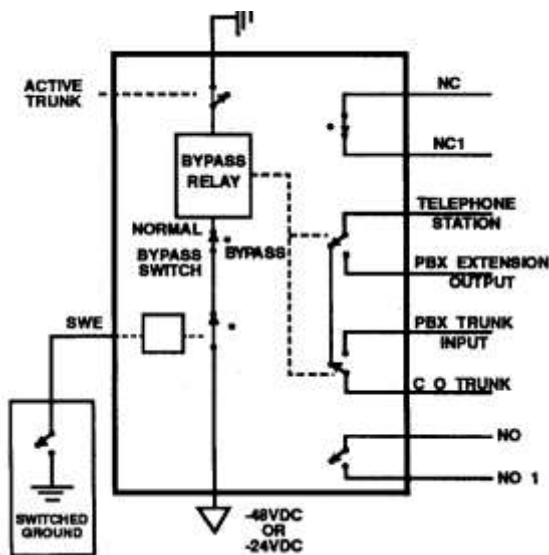 ACTIVE
TRUNK
BYPASS
RELAY
NORMAL
BYPASS
SWITCH
BYPASS
SWE
SWITCHED
GROUND
-48VDC
OR
-24VDC
NC
NC1
TELEPHONE
STATION
PBX EXTENSION
OUTPUT
PBX TRUNK
INPUT
C O TRUNK
NO
NO 1